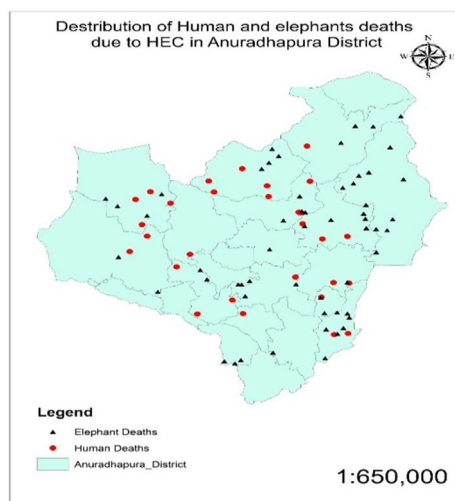 Destribution of Human and elephants deaths
due to HEC in Anuradhapura District
N
W E
S
Legend
Elephant Deaths
Human Deaths
Anuradhapura_District
1:650,000